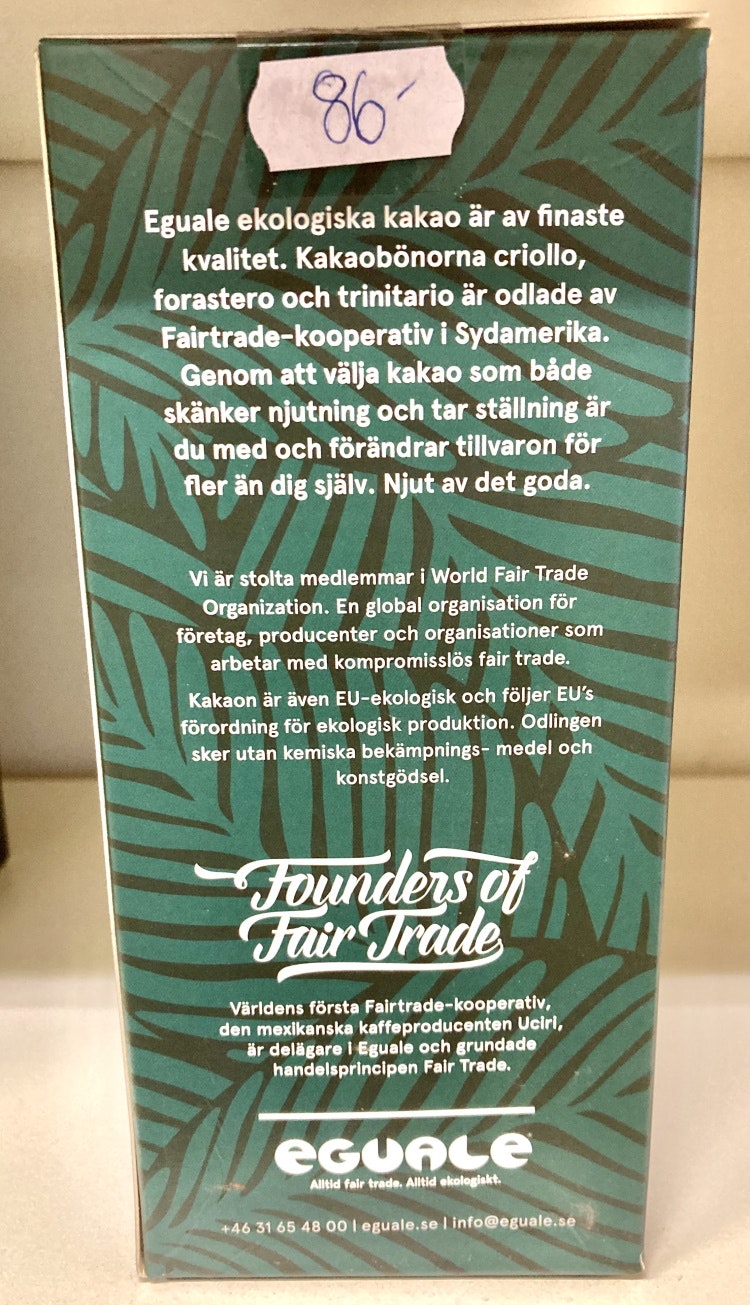 86-
Eguale ekologiska kakao är av finaste
kvalitet. Kakaobönorna criollo,
forastero och trinitario är odlade av
Fairtrade-kooperativ i Sydamerika.
Genom att välja kakao som både
skänker njutning och tar ställning är
du med och förändrar tillvaron för
fler än dig själv. Njut av det goda.
Vi är stolta medlemmar i World Fair Trade
Organization. En global organisation för
företag, producenter och organisationer som
arbetar med kompromisslös fair trade.
Kakaon är även EU-ekologisk och följer EU's
förordning för ekologisk produktion. Odlingen
sker utan kemiska bekämpnings- medel och
konstgödsel.
Founders of
Fair Trade
Världens första Fairtrade-kooperativ,
den mexikanska kaffeproducenten Uciri,
är delägare i Eguale och grundade
handelsprincipen Fair Trade.
eGUALe
Alltid fair trade. Alltid ekologiskt.
+46 31 65 48 00 | eguale.se | info@eguale.se